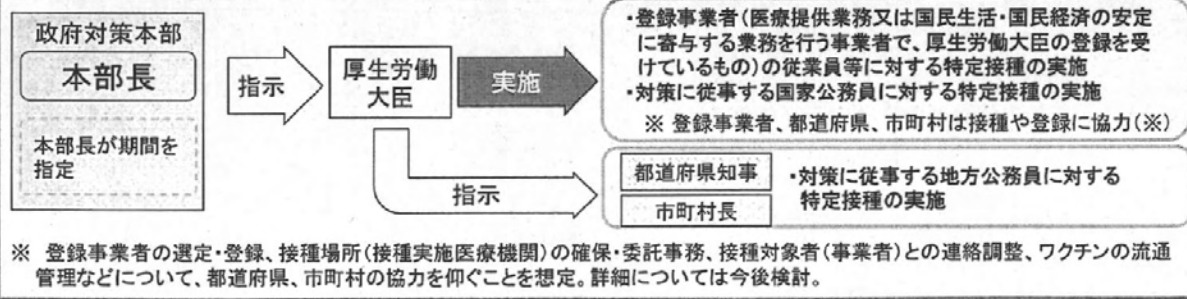 政府対策本部
本部長
本部長が期間を
指定
指示
厚生労働
大臣
実施
・登録事業者(医療提供業務又は国民生活・国民経済の安定
に寄与する業務を行う事業者で、厚生労働大臣の登録を受
けているもの)の従業員等に対する特定接種の実施
・対策に従事する国家公務員に対する特定接種の実施
※ 登録事業者、都道府県、市町村は接種や登録に協力(※)
指示
都道府県知事
市町村長
・対策に従事する地方公務員に対する
特定接種の実施
※ 登録事業者の選定・登録、接種場所(接種実施医療機関)の確保・委託事務、接種対象者(事業者)との連絡調整、ワクチンの流通
管理などについて、都道府県、市町村の協力を仰ぐことを想定。詳細については今後検討。